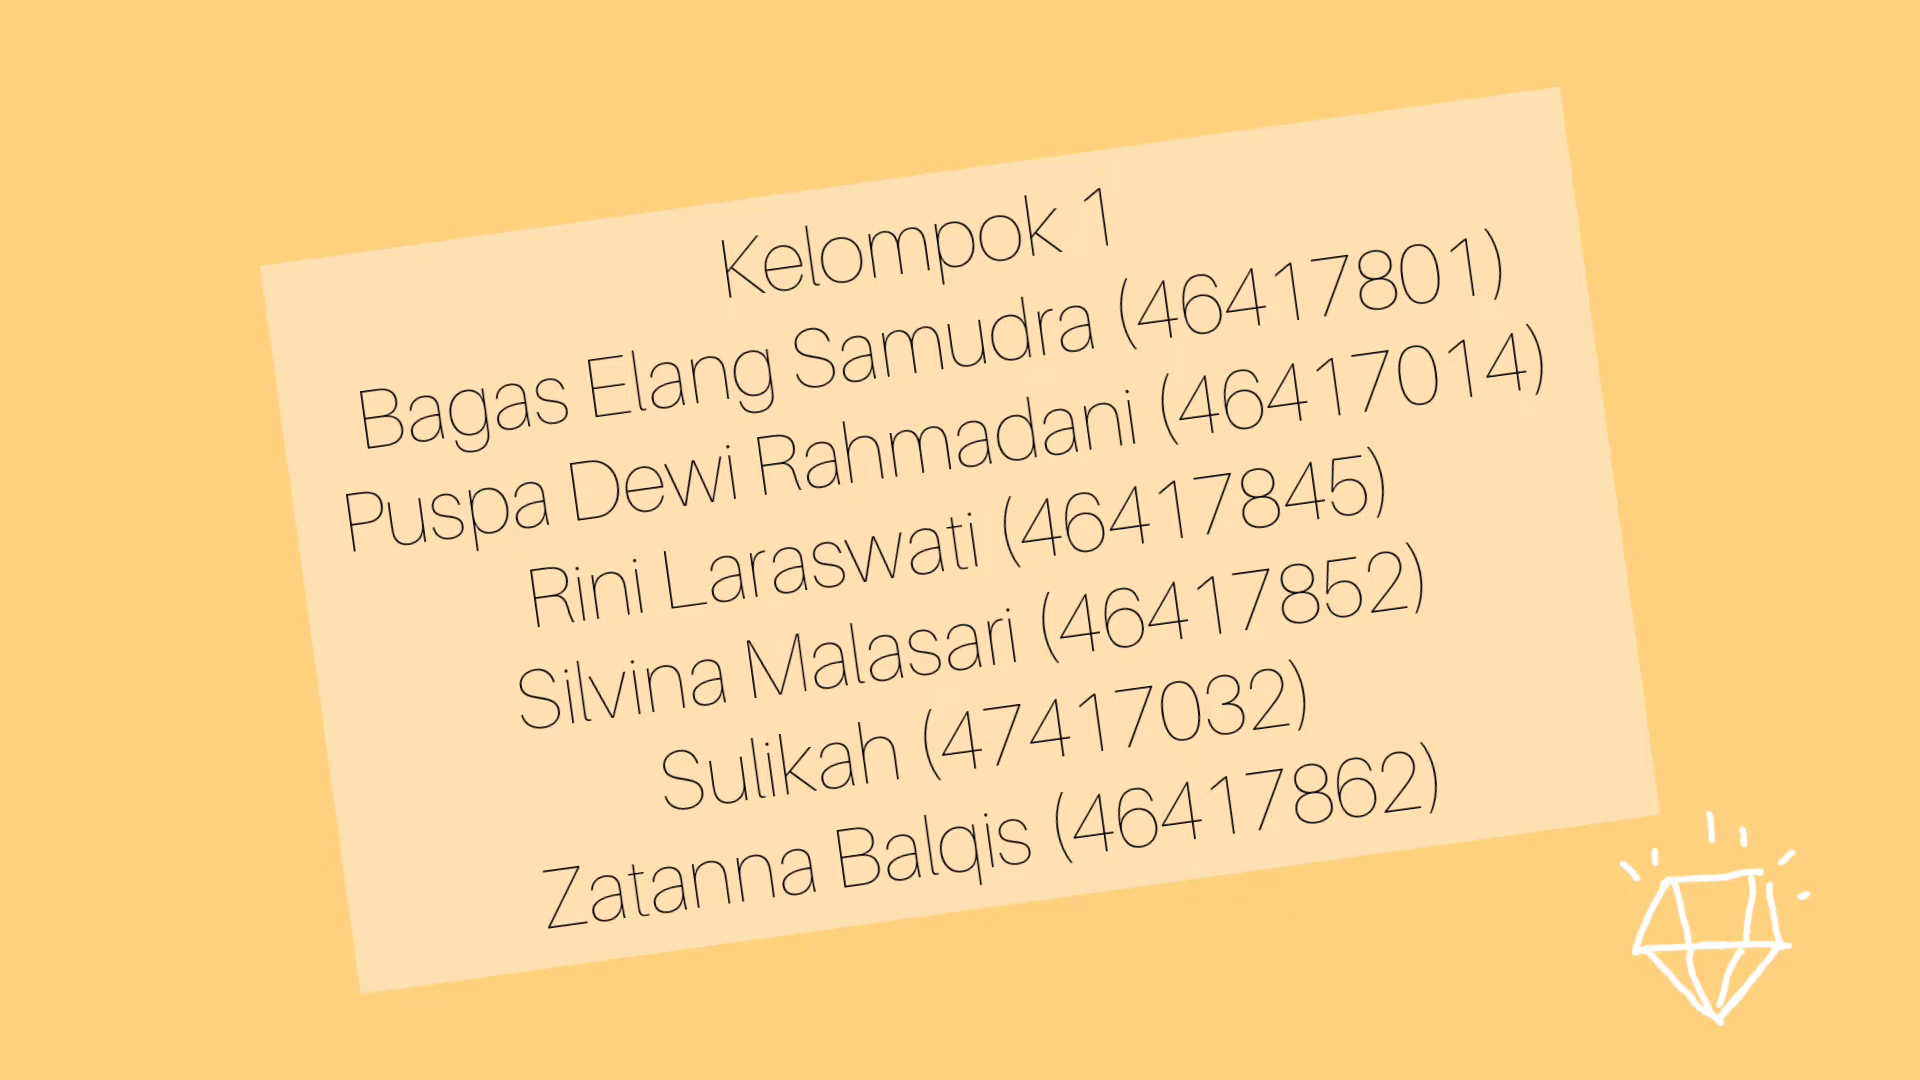 Kelompok 1
Bagas Elang Samudra (46417801)
Puspa Dewi Rahmadani (46417014)
Rini Laraswati (46417845)
Silvina Malasari (46417852)
Sulikah (47417032)
Zatanna Balqis (46417862)